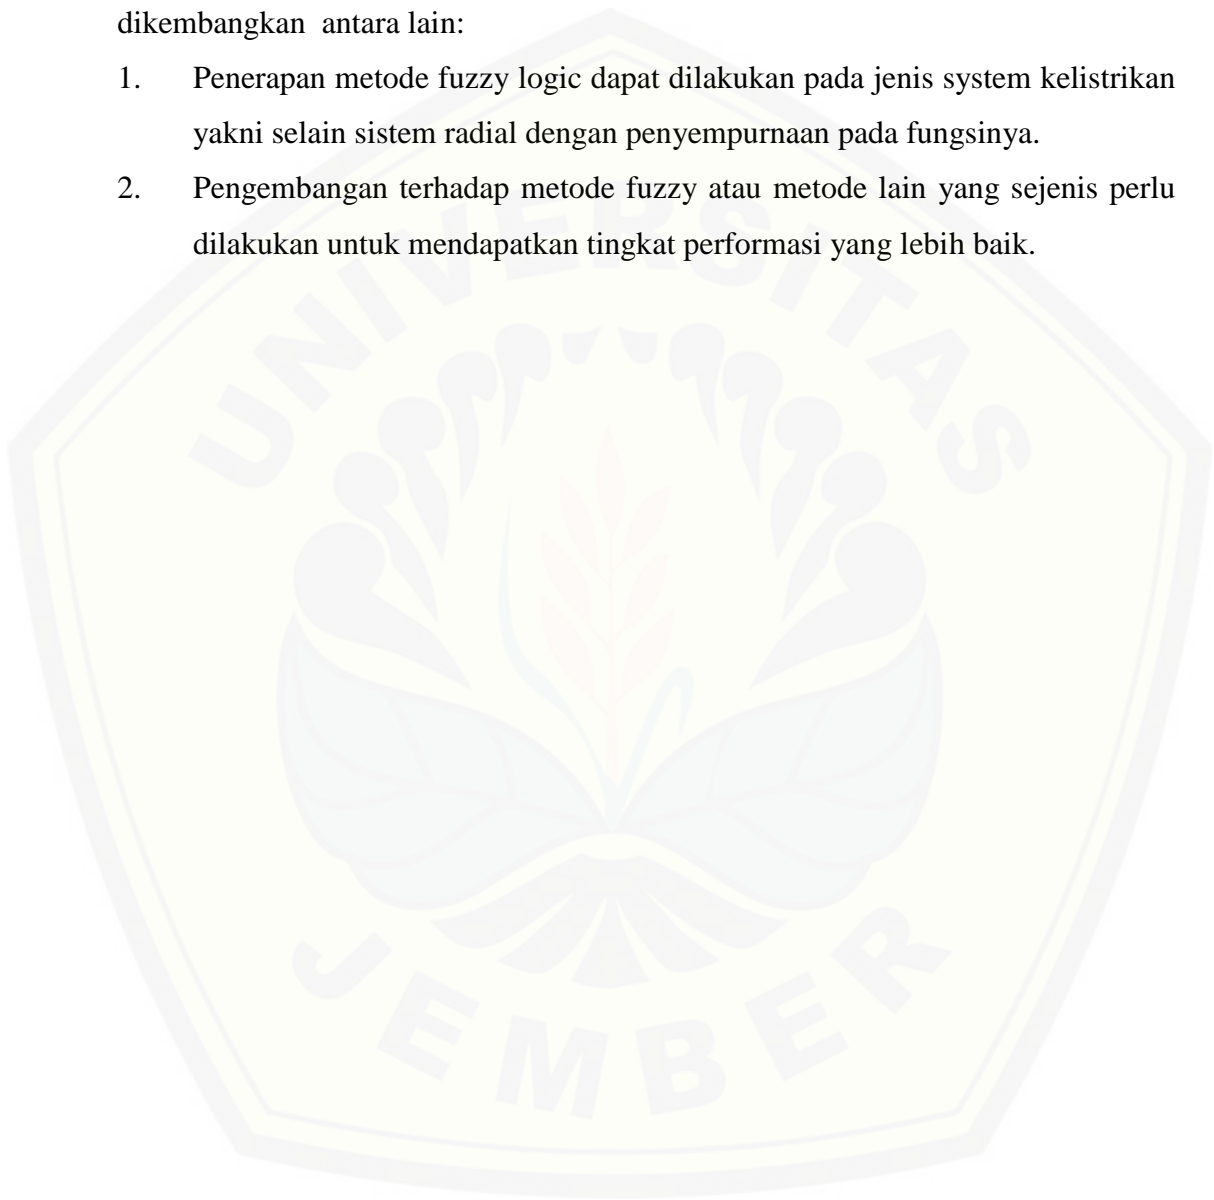 dikembangkan antara lain:
1. Penerapan metode fuzzy logic dapat dilakukan pada jenis system kelistrikan
yakni selain sistem radial dengan penyempurnaan pada fungsinya.
2. Pengembangan terhadap metode fuzzy atau metode lain yang sejenis perlu
dilakukan untuk mendapatkan tingkat performasi yang lebih baik.
UNIVERSITAS
JEMBER